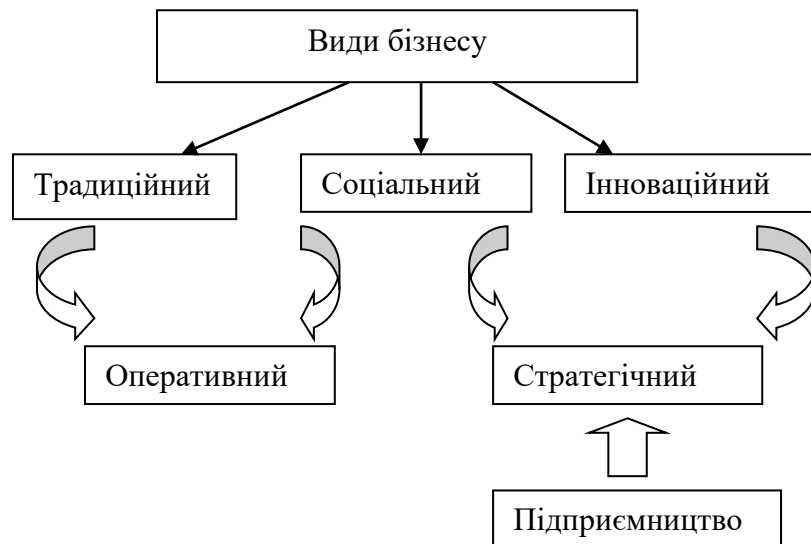 Види бізнесу
Традиційний
Соціальний
Інноваційний
Оперативний
Стратегічний
Підприємництво